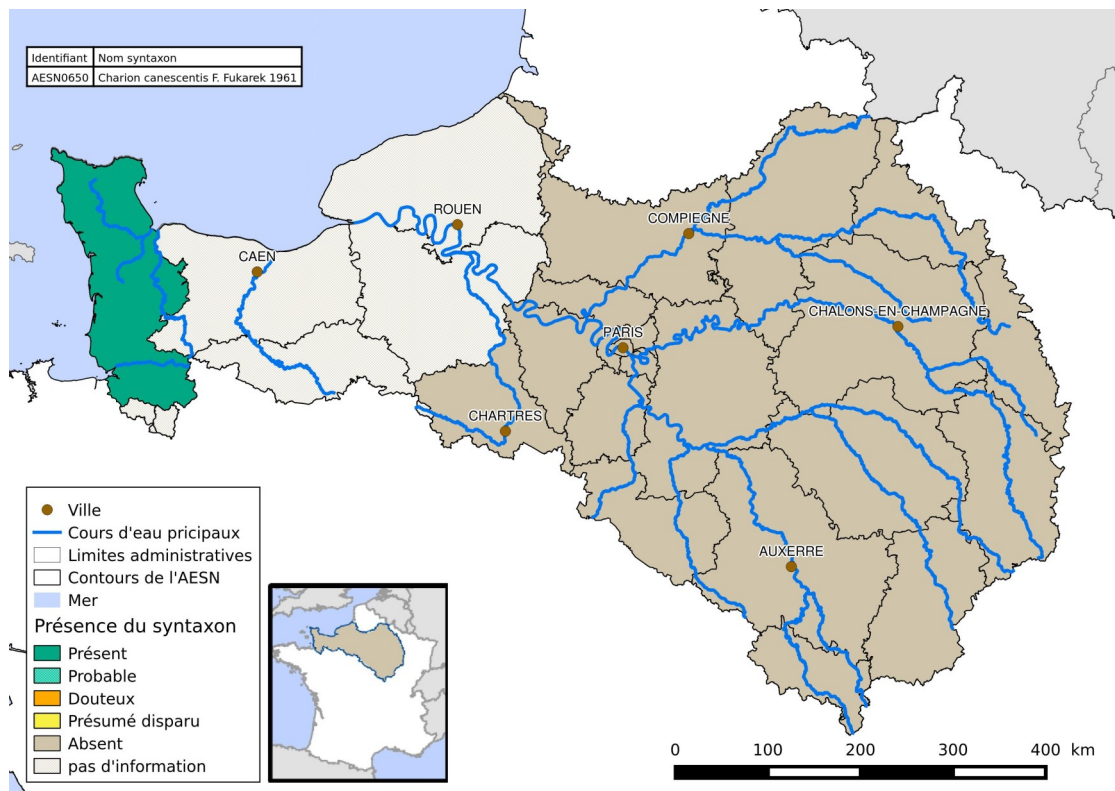 Identifiant Nom syntaxon
AESN0650 Charion canescentis F. Fukarek 1961
ROUEN
COMPIEGNE
CAEN
CHALONS-EN-CHAMPAGNE
PARIS
CHARTRES
AUXERRE
Ville
Cours d'eau pricipaux
Limites administratives
Contours de l'AESN
Mer
Présence du syntaxon
Présent
Probable
Douteux
Présumé disparu
Absent
pas d'information
0 100 200 300 400 km